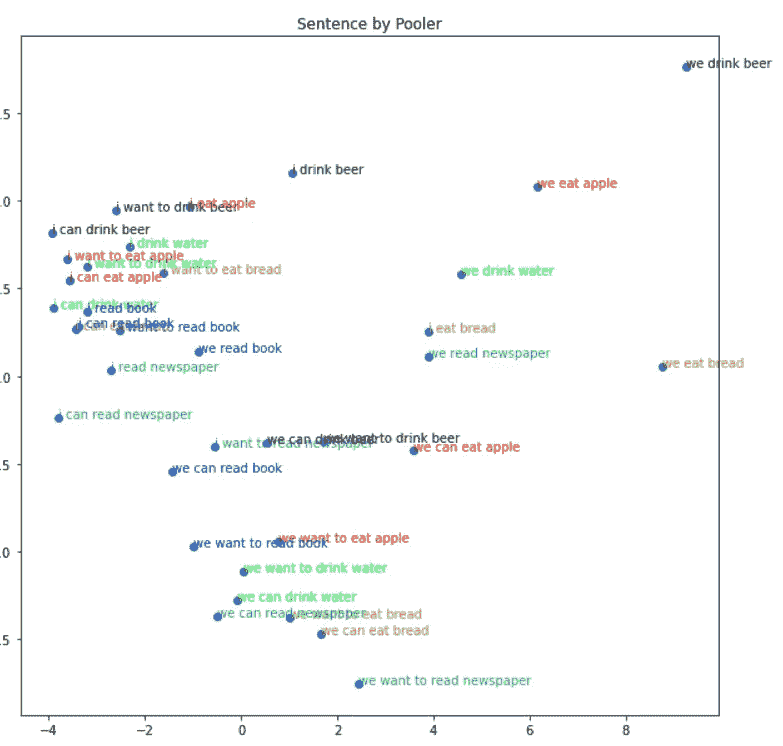 Sentence by Pooler
we drink beer
.5
i drink beer
we eat apple
.0
i want to drink beer
i eat apple
i can drink beer
i drink water
i want to eat apple
i want to drink water
i want to eat bread
we drink water
i can eat apple
.5
i can drink water
i read book
i can read book
i want to read book
i eat bread
we read book
we read newspaper
we eat bread
i read newspaper
.0
i can read newspaper
we can drink beer
we want to drink beer
i want to read newspaper
we can eat apple
.5
we can read book
we want to eat apple
we want to read book
.0
we want to drink water
we can drink water
we can read newspaper
we want to eat bread
we can eat bread
.5
we want to read newspaper
−4
−2
0
2
4
6
8